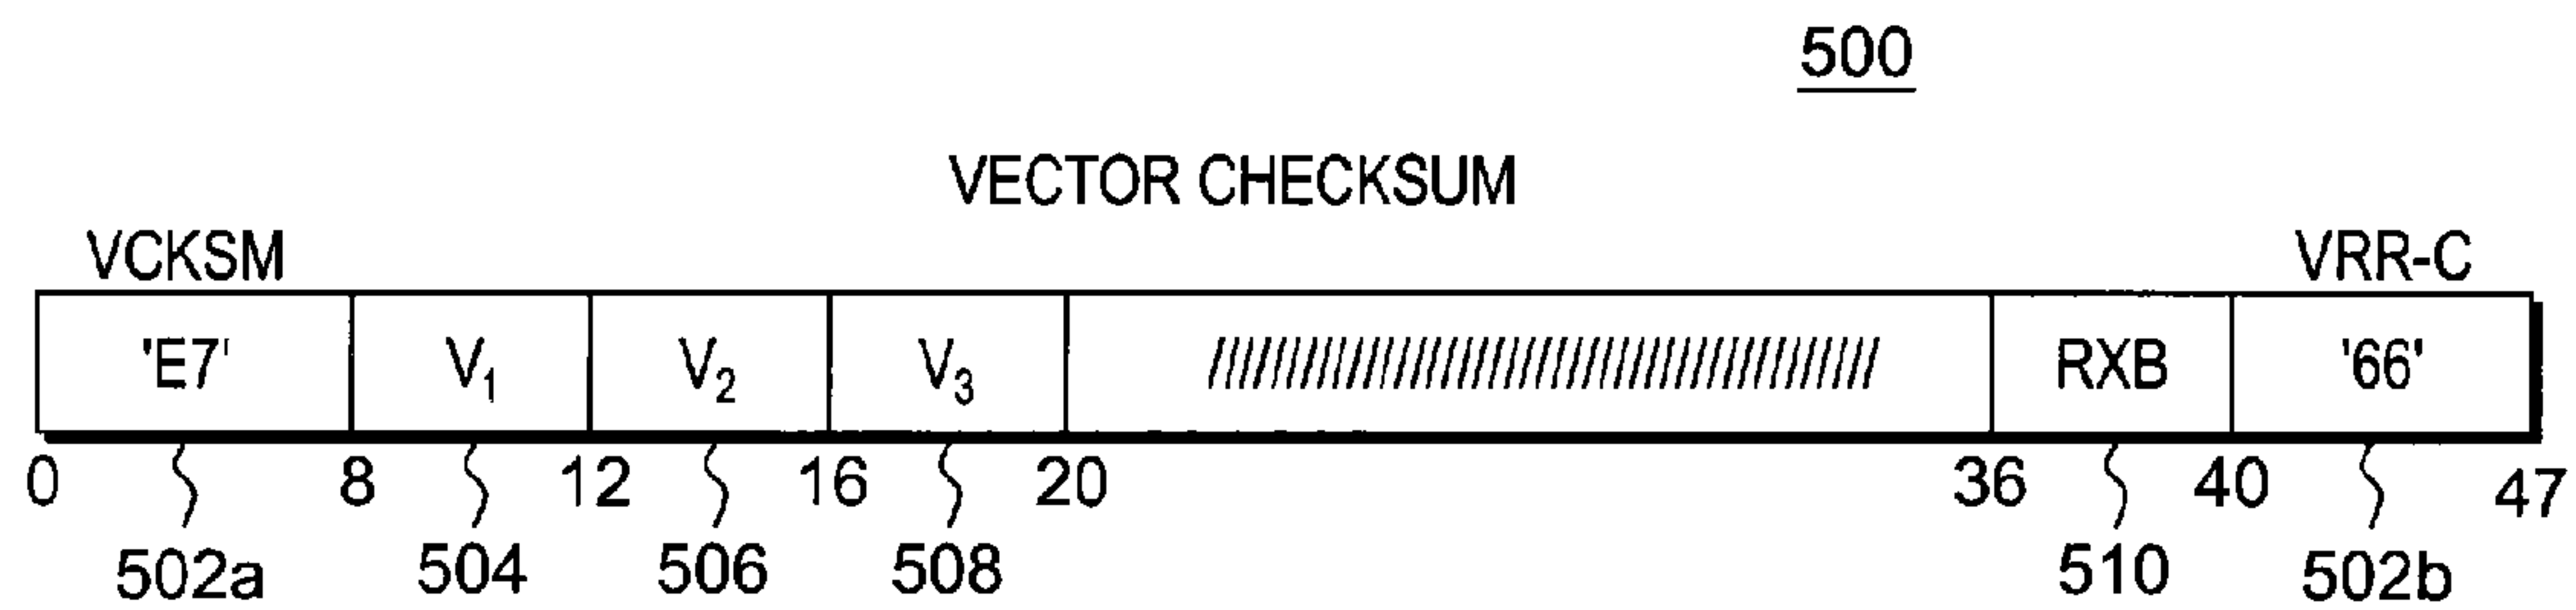 500
VECTOR CHECKSUM
VCKSM VRR-C
'E7' V₁ V₂ V₃ //////////////////////////////////////////// RXB '66'
0 8 12 16 20 36 40 47
502a 504 506 508 510 502b